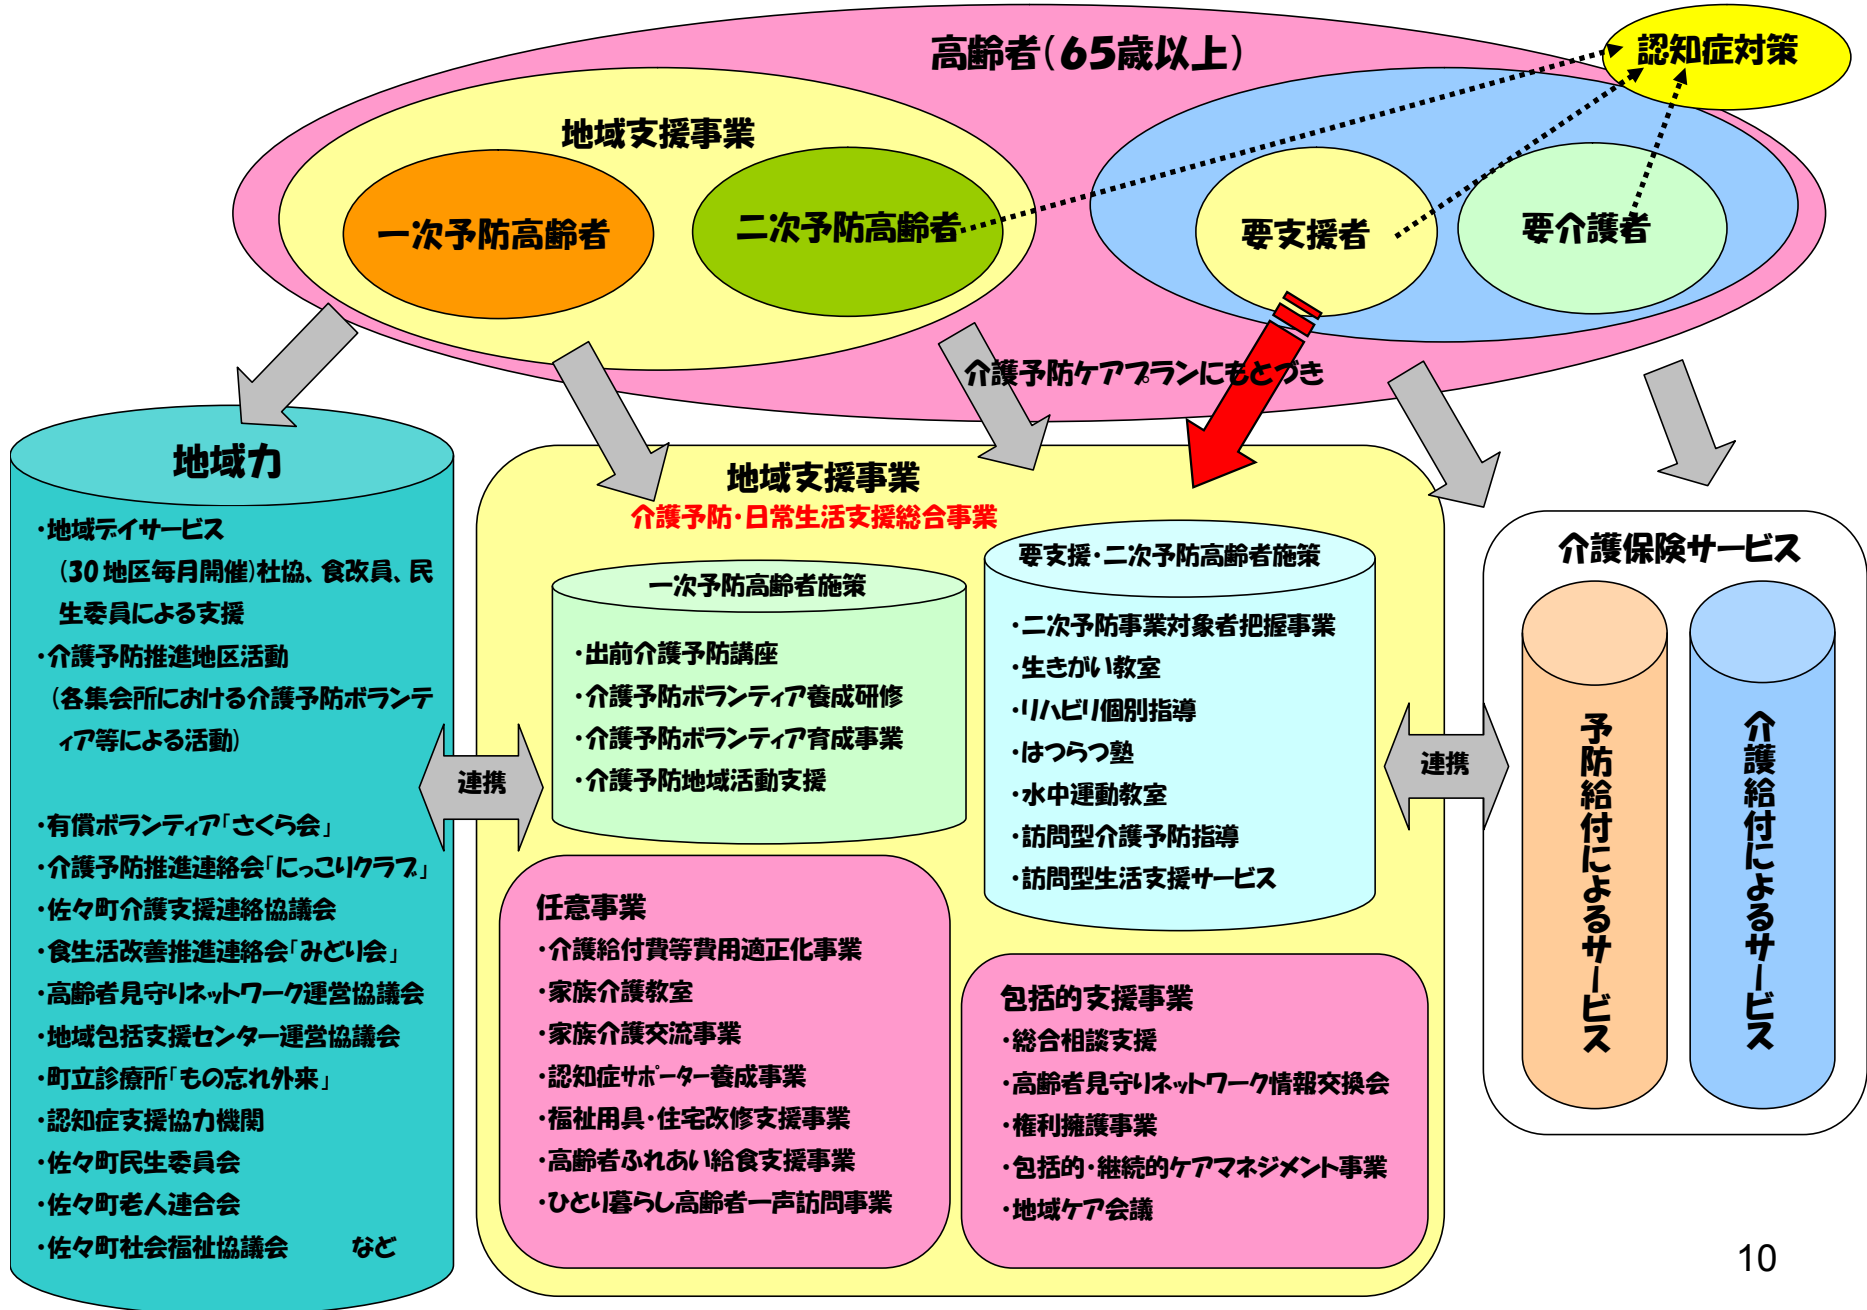 高齢者(65歳以上)
認知症対策
地域支援事業
一次予防高齢者
二次予防高齢者
要支援者
要介護者
介護予防ケアプランにもとづき
地域力
・地域デイサービス
(30地区毎月開催)社協、食改員、民
生委員による支援
・介護予防推進地区活動
(各集会所における介護予防ボランテ
ィア等による活動)
・有償ボランティア「さくら会」
・介護予防推進連絡会「にっこりクラブ」
・佐々町介護支援連絡協議会
・食生活改善推進連絡会「みどり会」
・高齢者見守りネットワーク運営協議会
・地域包括支援センター運営協議会
・町立診療所「もの忘れ外来」
・認知症支援協力機関
・佐々町民生委員会
・佐々町老人連合会
・佐々町社会福祉協議会　　など
連携
地域支援事業
介護予防・日常生活支援総合事業
一次予防高齢者施策
・出前介護予防講座
・介護予防ボランティア養成研修
・介護予防ボランティア育成事業
・介護予防地域活動支援
要支援・二次予防高齢者施策
・二次予防事業対象者把握事業
・生きがい教室
・リハビリ個別指導
・はつらつ塾
・水中運動教室
・訪問型介護予防指導
・訪問型生活支援サービス
任意事業
・介護給付費等費用適正化事業
・家族介護教室
・家族介護交流事業
・認知症サポーター養成事業
・福祉用具・住宅改修支援事業
・高齢者ふれあい給食支援事業
・ひとり暮らし高齢者一声訪問事業
包括的支援事業
・総合相談支援
・高齢者見守りネットワーク情報交換会
・権利擁護事業
・包括的・継続的ケアマネジメント事業
・地域ケア会議
連携
介護保険サービス
予防給付によるサービス
介護給付によるサービス
10